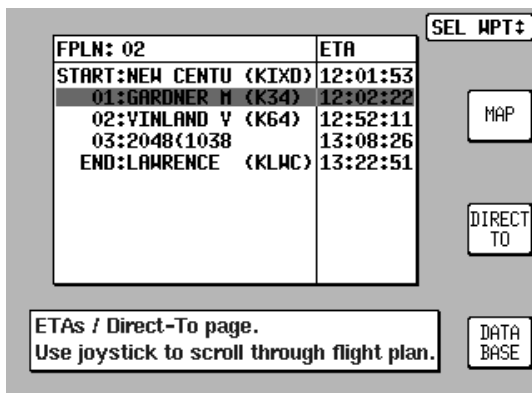 SEL WPT↕
FPLN: 02 ETA
START:NEW CENTU (KIXD) 12:01:53
01:GARDNER M (K34) 12:02:22
02:VINLAND V (K64) 12:52:11
03:2048(1038 13:08:26
END:LAWRENCE (KLWC) 13:22:51
MAP
DIRECT
TO
ETAs / Direct-To page.
Use joystick to scroll through flight plan.
DATA
BASE